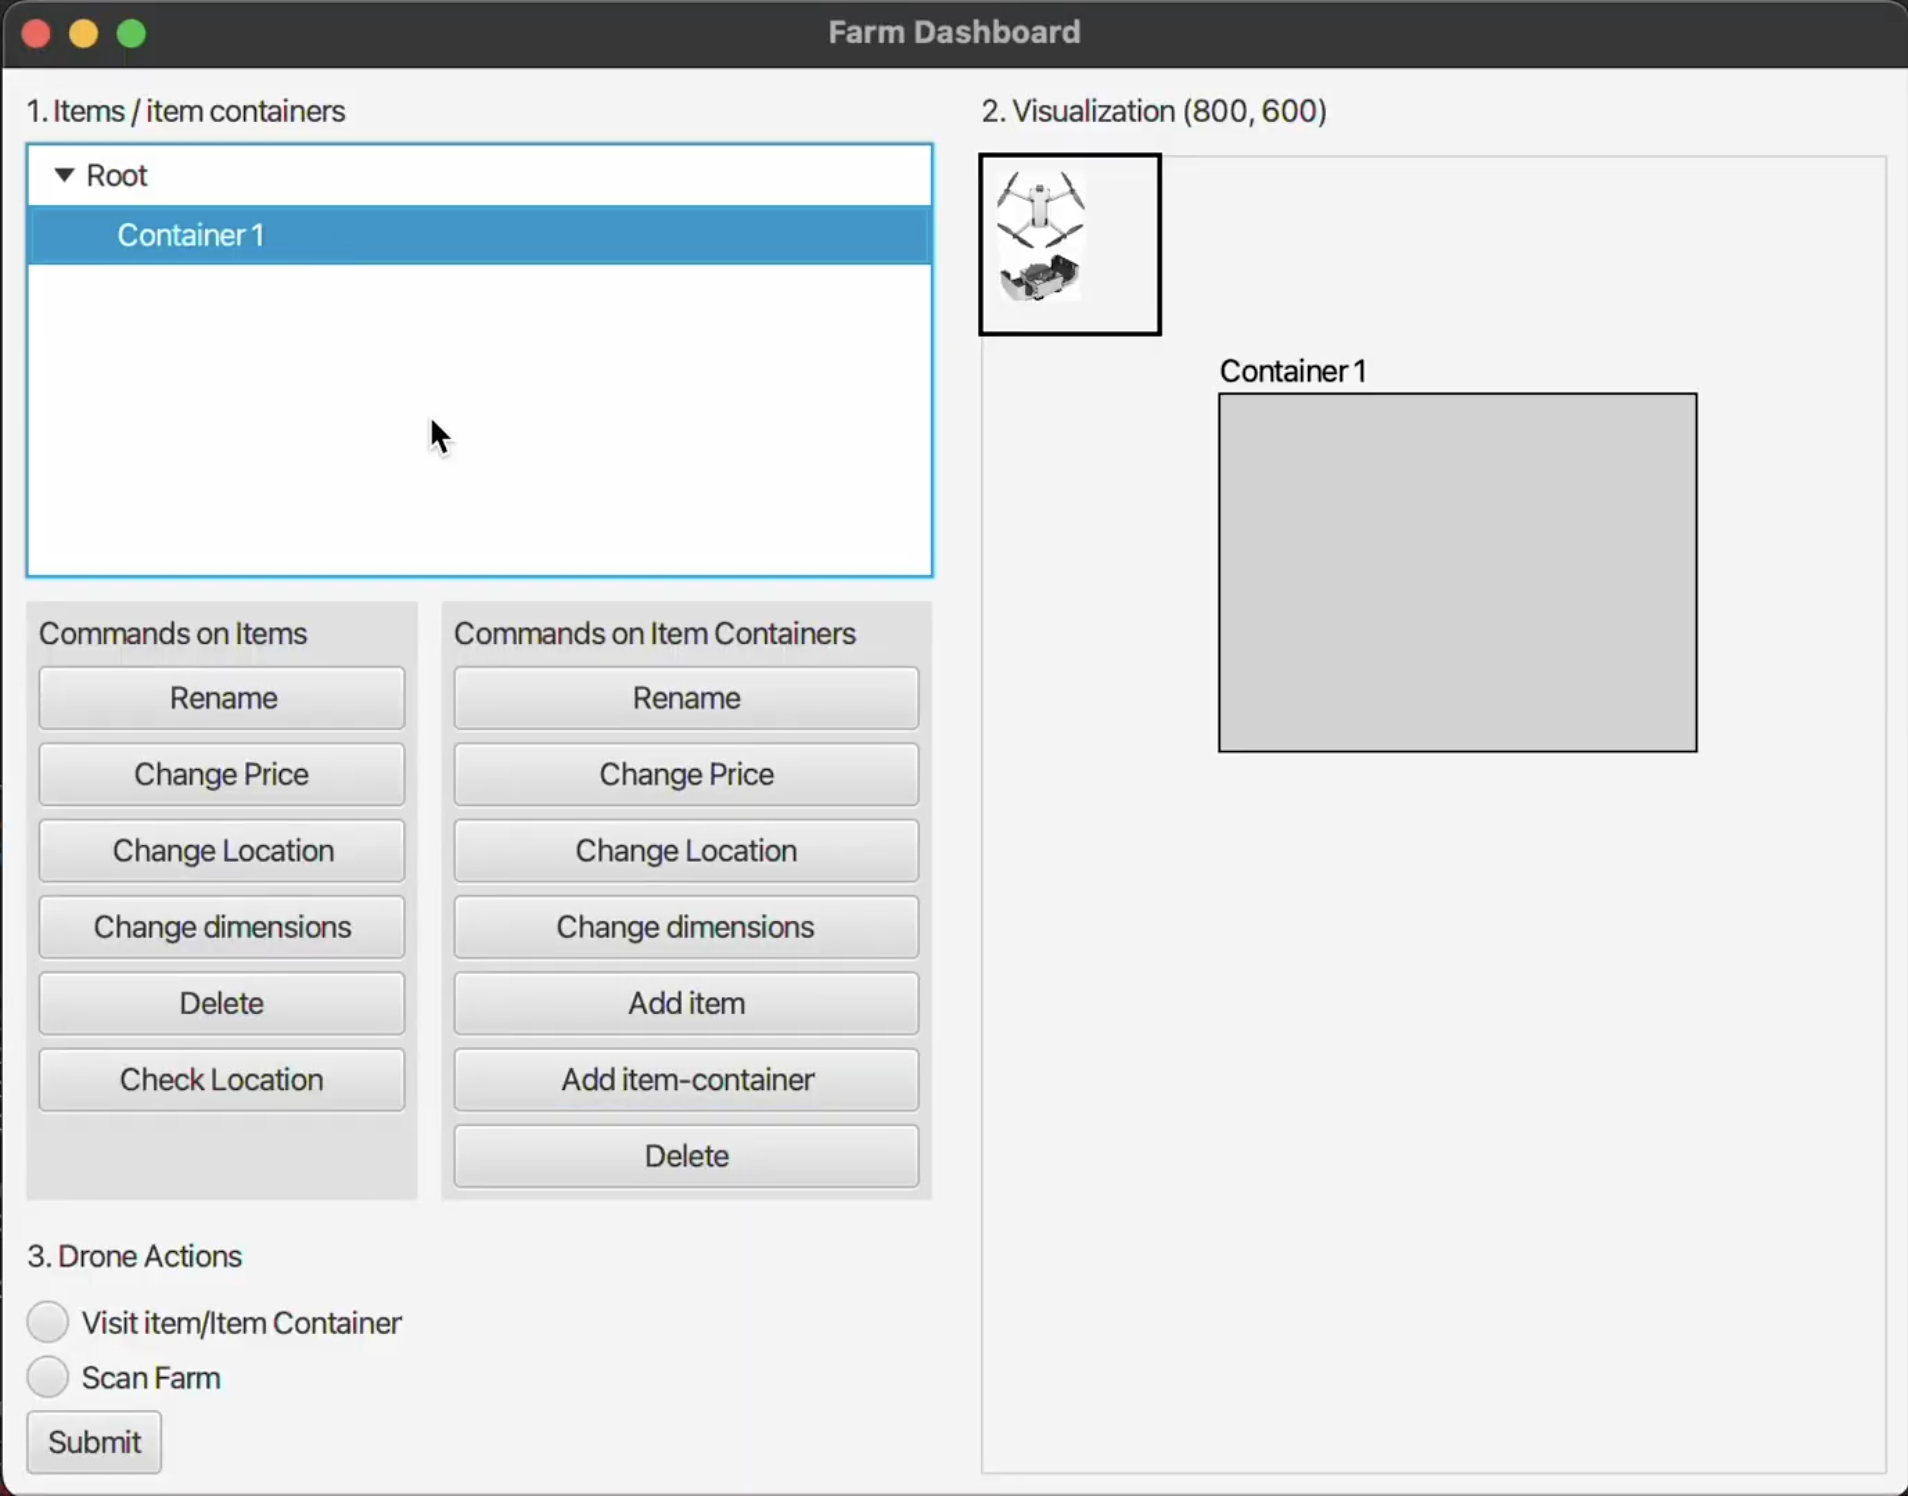 Farm Dashboard
1. Items / item containers
Root
Container 1
Commands on Items
Rename
Change Price
Change Location
Change dimensions
Delete
Check Location
Commands on Item Containers
Rename
Change Price
Change Location
Change dimensions
Add item
Add item-container
Delete
3. Drone Actions
Visit item/Item Container
Scan Farm
Submit
2. Visualization (800, 600)
Container 1